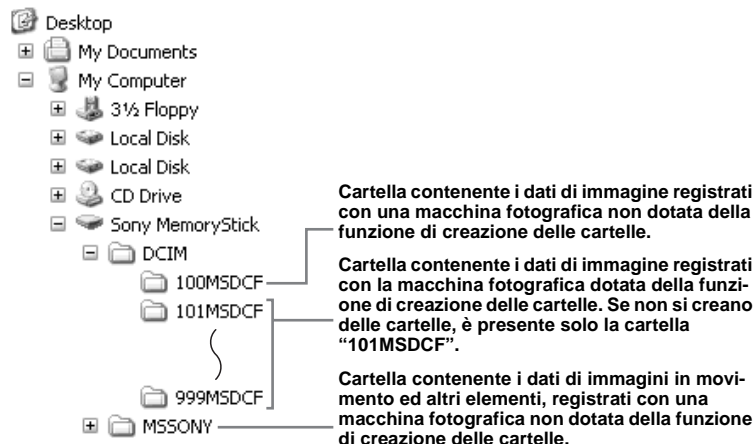 Desktop
My Documents
My Computer
3½ Floppy
Local Disk
Local Disk
CD Drive
Sony MemoryStick
DCIM
100MSDCF
101MSDCF
999MSDCF
MSSONY
Cartella contenente i dati di immagine registrati
con una macchina fotografica non dotata della
funzione di creazione delle cartelle.
Cartella contenente i dati di immagine registrati
con la macchina fotografica dotata della funzi-
one di creazione delle cartelle. Se non si creano
delle cartelle, è presente solo la cartella
“101MSDCF”.
Cartella contenente i dati di immagini in movi-
mento ed altri elementi, registrati con una
macchina fotografica non dotata della funzione
di creazione delle cartelle.